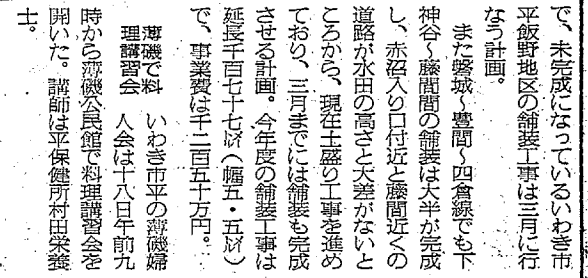 で、未完成になっているいわき市
平飯野地区の舗装工事は三月に行
なう計画。
また磐城〜豊間〜四倉線でも下
神谷〜藤間間の舗装は大半が完成
し、赤沼入り口付近と藤間近くの
道路が水田の高さと大差がないと
ころから、現在土盛り工事を進め
ており、三月までには舗装も完成
させる計画。今年度の舗装工事は
延長千百七十七㍍（幅五・五㍍）
で、事業費は千二百五十万円。
薄磯で料理講習会
いわき市平の薄磯婦
人会は十八日午前九
時から薄磯公民館で料理講習会を
開いた。講師は平保健所村田栄養
士。